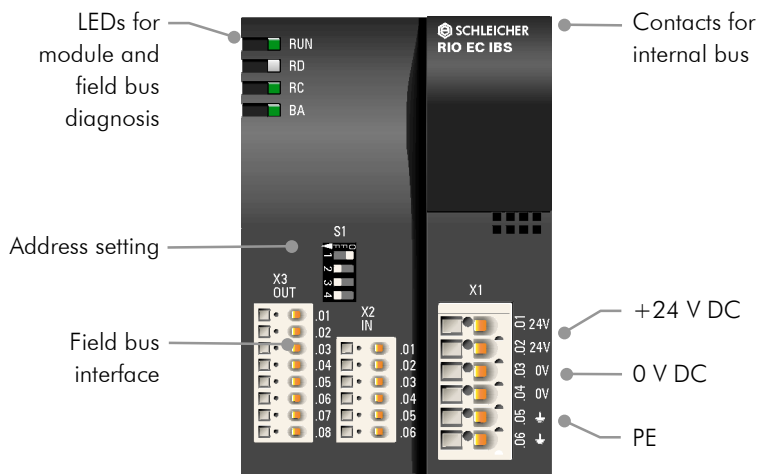 LEDs for
module and
field bus
diagnosis
RUN
RD
RC
BA
SCHLEICHER
RIO EC IBS
Contacts for
internal bus
Address setting
S1
OFF
1
2
3
4
X3
OUT
.01
.02
.03
.04
.05
.06
.07
.08
X2
IN
.01
.02
.03
.04
.05
.06
X1
.01 24V
.02 24V
.03 0V
.04 0V
.05
.06
Field bus
interface
+24 V DC
0 V DC
PE